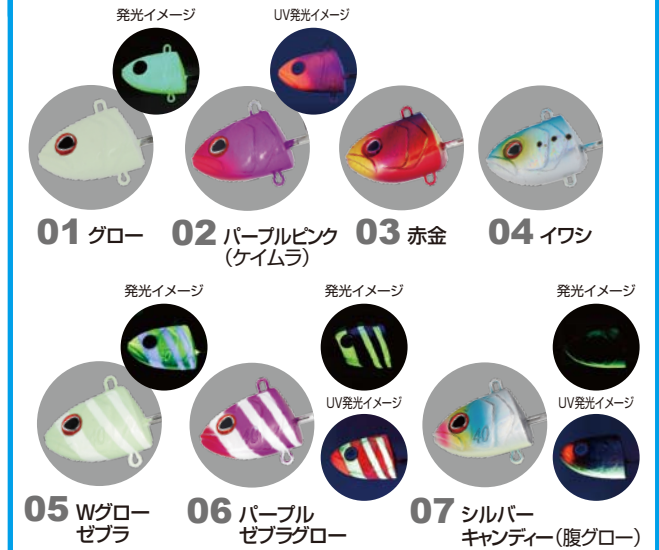 発光イメージ
UV発光イメージ
01 グロー
02 パープルピンク
（ケイムラ）
03 赤金
04 イワシ
発光イメージ
発光イメージ
発光イメージ
UV発光イメージ
UV発光イメージ
40
40
05 Wグロー
ゼブラ
06 パープル
ゼブラグロー
07 シルバー
キャンディー（腹グロー）